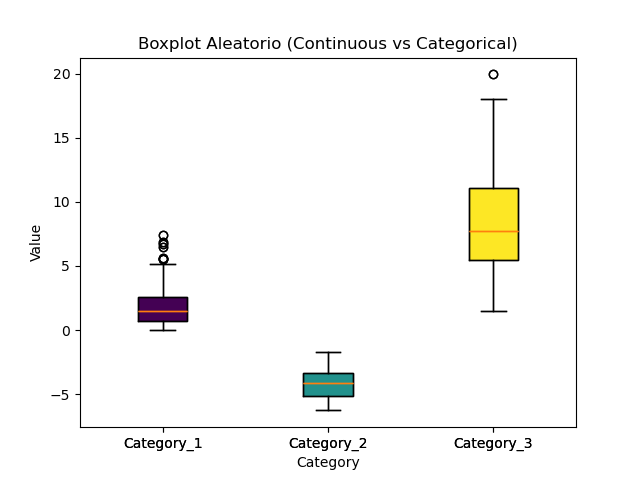 Boxplot Aleatorio (Continuous vs Categorical)
20
15
10
5
0
−5
Value
Category_1
Category_2
Category_3
Category